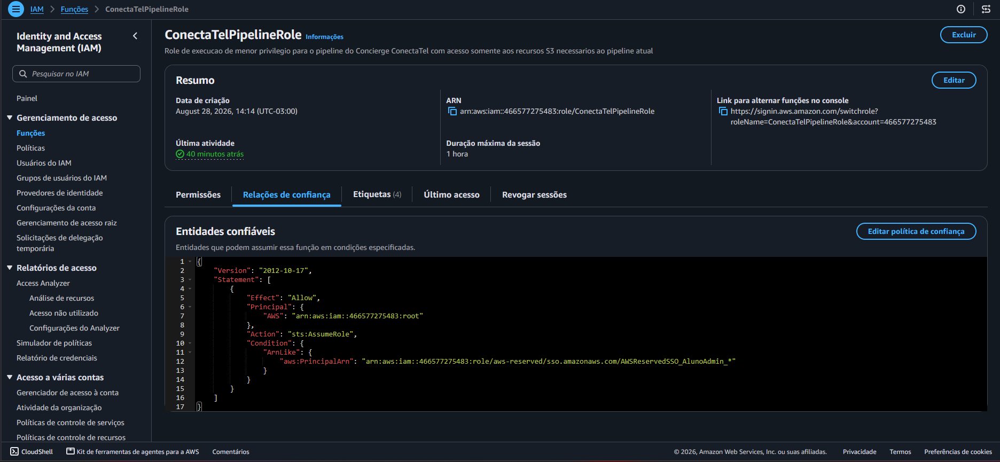 IAM > Funções > ConectaTelPipelineRole
Identity and Access
Management (IAM)
Pesquisar no IAM
Painel
Gerenciamento de acesso
Funções
Políticas
Usuários do IAM
Grupos de usuários do IAM
Provedores de identidade
Configurações da conta
Gerenciamento de acesso raiz
Solicitações de delegação
temporária
Relatórios de acesso
Access Analyzer
Análise de recursos
Acesso não utilizado
Configurações do Analyzer
Simulador de políticas
Relatório de credenciais
Acesso a várias contas
Gerenciador de acesso à conta
Atividade da organização
Políticas de controle de serviços
Políticas de controle de recursos
ConectaTelPipelineRole Informações
Excluir
Role de execucao de menor privilegio para o pipeline do Concierge ConectaTel com acesso somente aos recursos S3 necessarios ao pipeline atual
Resumo
Editar
Data de criação
August 28, 2026, 14:14 (UTC-03:00)
ARN
arn:aws:iam::466577275483:role/ConectaTelPipelineRole
Link para alternar funções no console
https://signin.aws.amazon.com/switchrole?
roleName=ConectaTelPipelineRole&account=466577275483
Última atividade
40 minutos atrás
Duração máxima da sessão
1 hora
Permissões
Relações de confiança
Etiquetas (4)
Último acesso
Revogar sessões
Entidades confiáveis
Editar política de confiança
Entidades que podem assumir essa função em condições especificadas.
1 {
2 "Version": "2012-10-17",
3 "Statement": [
4 {
5 "Effect": "Allow",
6 "Principal": {
7 "AWS": "arn:aws:iam::466577275483:root"
8 },
9 "Action": "sts:AssumeRole",
10 "Condition": {
11 "ArnLike": {
12 "aws:PrincipalArn": "arn:aws:iam::466577275483:role/aws-reserved/sso.amazonaws.com/AWSReservedSSO_AlunoAdmin_*"
13 }
14 }
15 }
16 ]
17 }
CloudShell
Kit de ferramentas de agentes para a AWS
Comentários
© 2026, Amazon Web Services, Inc. ou suas afiliadas.
Privacidade
Termos
Preferências de cookies